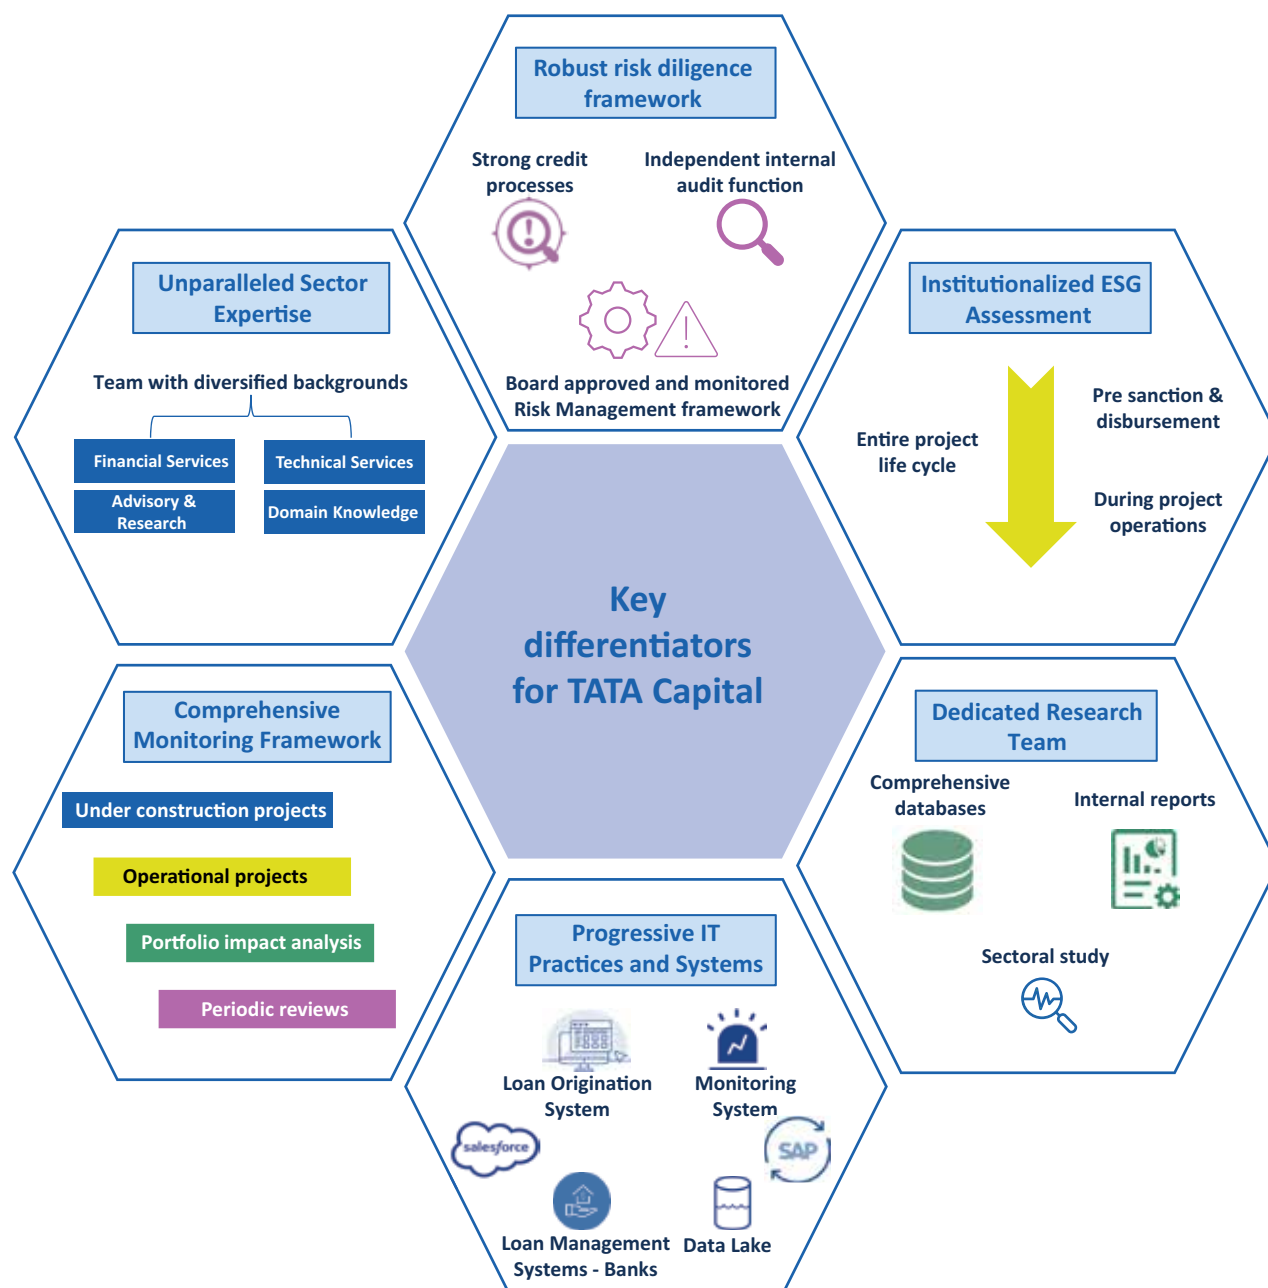 Robust risk diligence
framework
Strong credit
processes
Independent internal
audit function
Board approved and monitored
Risk Management framework
Unparalleled Sector
Expertise
Team with diversified backgrounds
Financial Services
Technical Services
Advisory &
Research
Domain Knowledge
Institutionalized ESG
Assessment
Entire project
life cycle
Pre sanction &
disbursement
During project
operations
Key
differentiators
for TATA Capital
Comprehensive
Monitoring Framework
Under construction projects
Operational projects
Portfolio impact analysis
Periodic reviews
Dedicated Research
Team
Comprehensive
databases
Internal reports
Sectoral study
Progressive IT
Practices and Systems
Loan Origination
System
Monitoring
System
salesforce
SAP
Loan Management
Systems - Banks
Data Lake